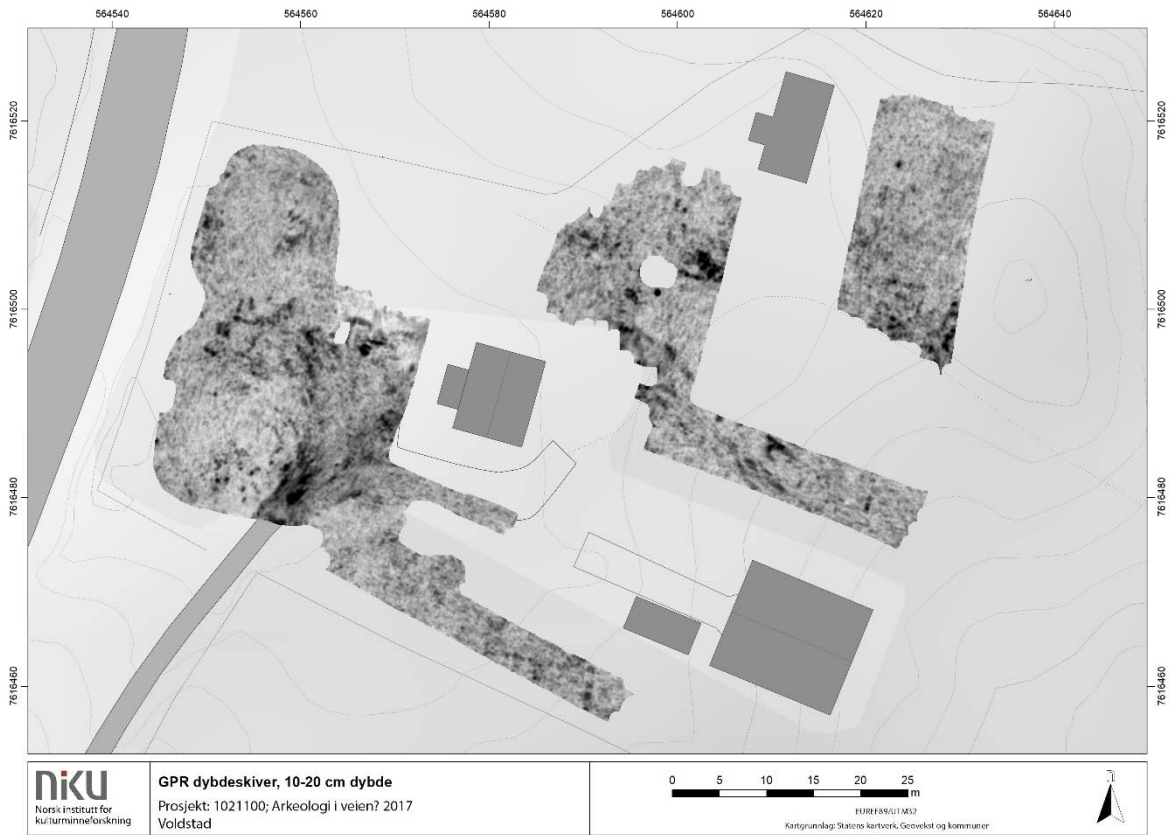 564540 564560 564580 564600 564620 564640
7616520 7616520
7616500 7616500
7616480 7616480
7616460 7616460
niku
Norsk institutt for
kulturminneforskning
GPR dybdeskiver, 10-20 cm dybde
Prosjekt: 1021100; Arkeologi i veien? 2017
Voldstad
0 5 10 15 20 25
m
EUREF89/UTM32
Kartgrunnlag: Statens kartverk, Geovekst og kommuner